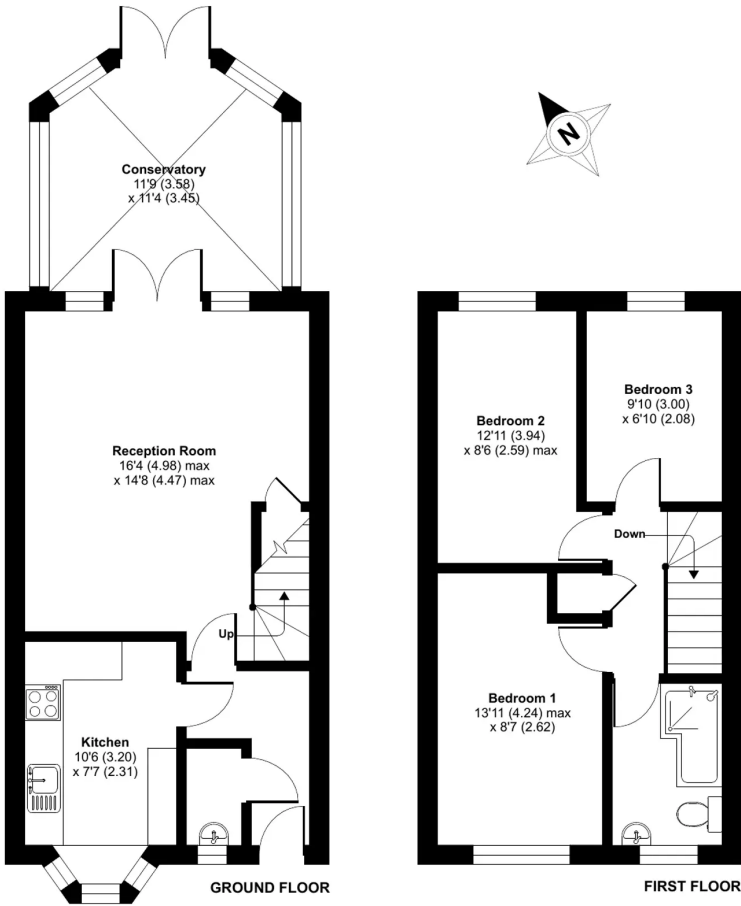 Conservatory
11'9 (3.58)
x 11'4 (3.45)
N
Reception Room
16'4 (4.98) max
x 14'8 (4.47) max
Up
Kitchen
10'6 (3.20)
x 7'7 (2.31)
GROUND FLOOR
Bedroom 3
9'10 (3.00)
x 6'10 (2.08)
Bedroom 2
12'11 (3.94)
x 8'6 (2.59) max
Down
Bedroom 1
13'11 (4.24) max
x 8'7 (2.62)
FIRST FLOOR